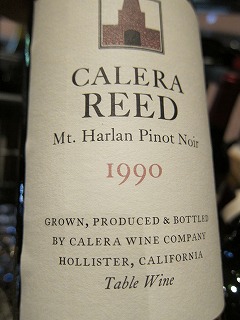 CALERA
REED
Mt. Harlan Pinot Noir
1990
GROWN, PRODUCED & BOTTLED
BY CALERA WINE COMPANY
HOLLISTER, CALIFORNIA
Table Wine